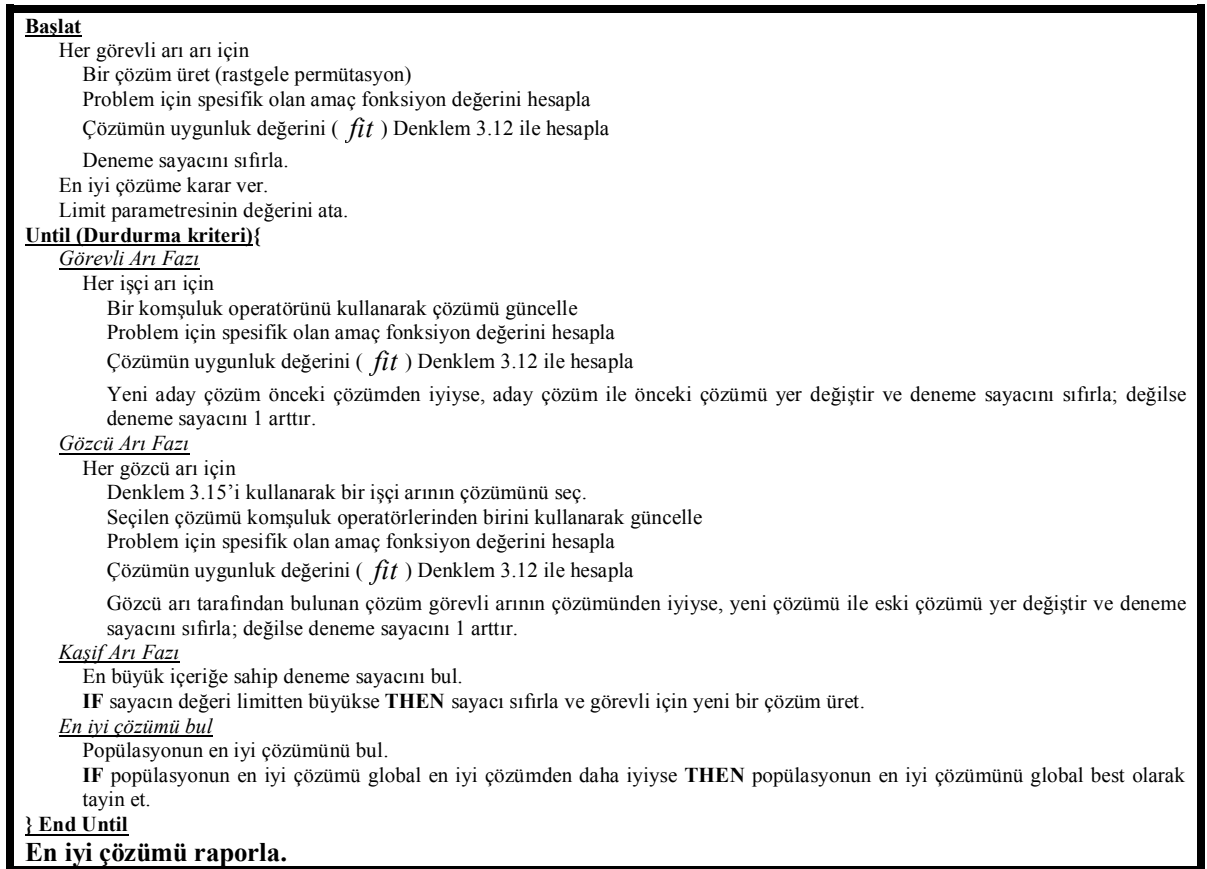 Başlat
Her görevli arı arı için
Bir çözüm üret (rastgele permütasyon)
Problem için spesifik olan amaç fonksiyon değerini hesapla
Çözümün uygunluk değerini ( fit ) Denklem 3.12 ile hesapla
Deneme sayacını sıfırla.
En iyi çözüme karar ver.
Limit parametresinin değerini ata.
Until (Durdurma kriteri){
Görevli Arı Fazı
Her işçi arı için
Bir komşuluk operatörünü kullanarak çözümü güncelle
Problem için spesifik olan amaç fonksiyon değerini hesapla
Çözümün uygunluk değerini ( fit ) Denklem 3.12 ile hesapla
Yeni aday çözüm önceki çözümden iyiyse, aday çözüm ile önceki çözümü yer değiştir ve deneme sayacını sıfırla; değilse
deneme sayacını 1 arttır.
Gözcü Arı Fazı
Her gözcü arı için
Denklem 3.15’i kullanarak bir işçi arının çözümünü seç.
Seçilen çözümü komşuluk operatörlerinden birini kullanarak güncelle
Problem için spesifik olan amaç fonksiyon değerini hesapla
Çözümün uygunluk değerini ( fit ) Denklem 3.12 ile hesapla
Gözcü arı tarafından bulunan çözüm görevli arının çözümünden iyiyse, yeni çözümü ile eski çözümü yer değiştir ve deneme
sayacını sıfırla; değilse deneme sayacını 1 arttır.
Kaşif Arı Fazı
En büyük içeriğe sahip deneme sayacını bul.
IF sayacın değeri limitten büyükse THEN sayacı sıfırla ve görevli için yeni bir çözüm üret.
En iyi çözümü bul
Popülasyonun en iyi çözümünü bul.
IF popülasyonun en iyi çözümü global en iyi çözümden daha iyiyse THEN popülasyonun en iyi çözümünü global best olarak
tayin et.
} End Until
En iyi çözümü raporla.